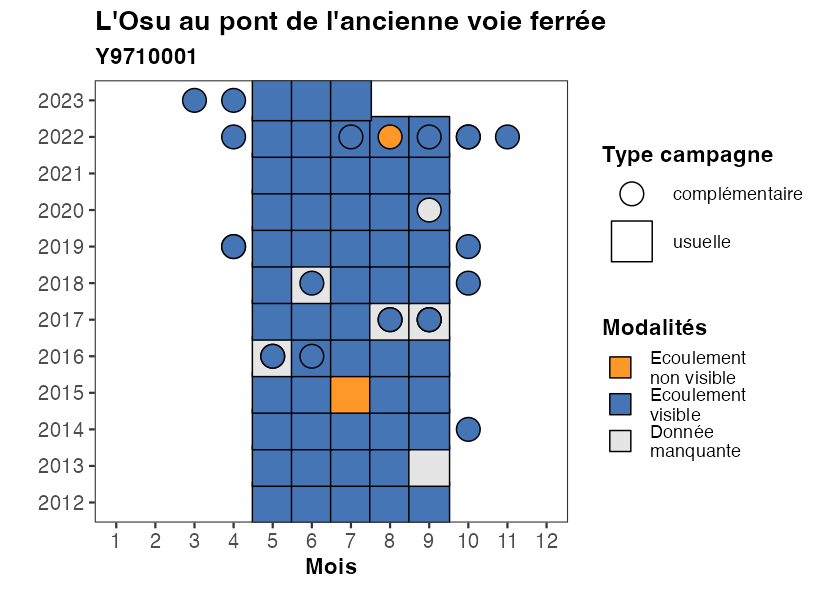 L'Osu au pont de l'ancienne voie ferrée
Y9710001
2023
2022
2021
2020
2019
2018
2017
2016
2015
2014
2013
2012
1 2 3 4 5 6 7 8 9 10 11 12
Mois
Type campagne
complémentaire
usuelle
Modalités
Ecoulement
non visible
Ecoulement
visible
Donnée
manquante